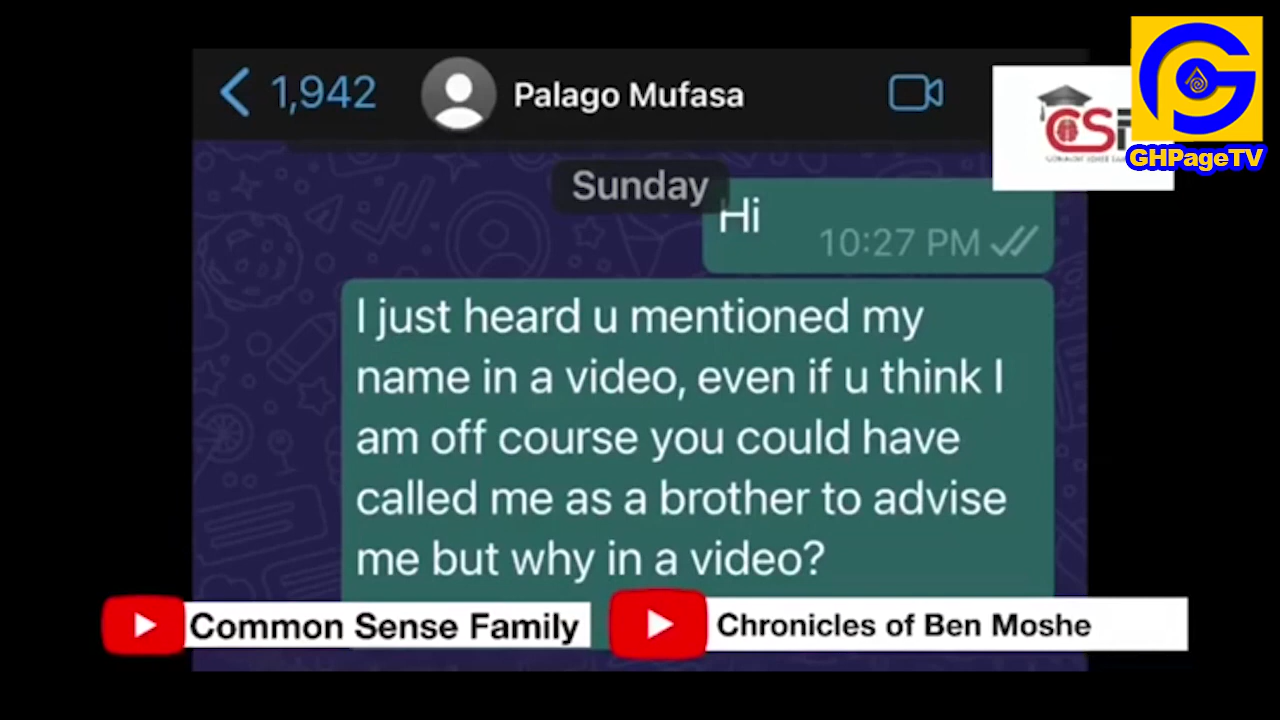 1,942
Palago Mufasa
GHPageTV
Sunday
Hi
10:27 PM
I just heard u mentioned my
name in a video, even if u think I
am off course you could have
called me as a brother to advise
me but why in a video?
Common Sense Family
Chronicles of Ben Moshe